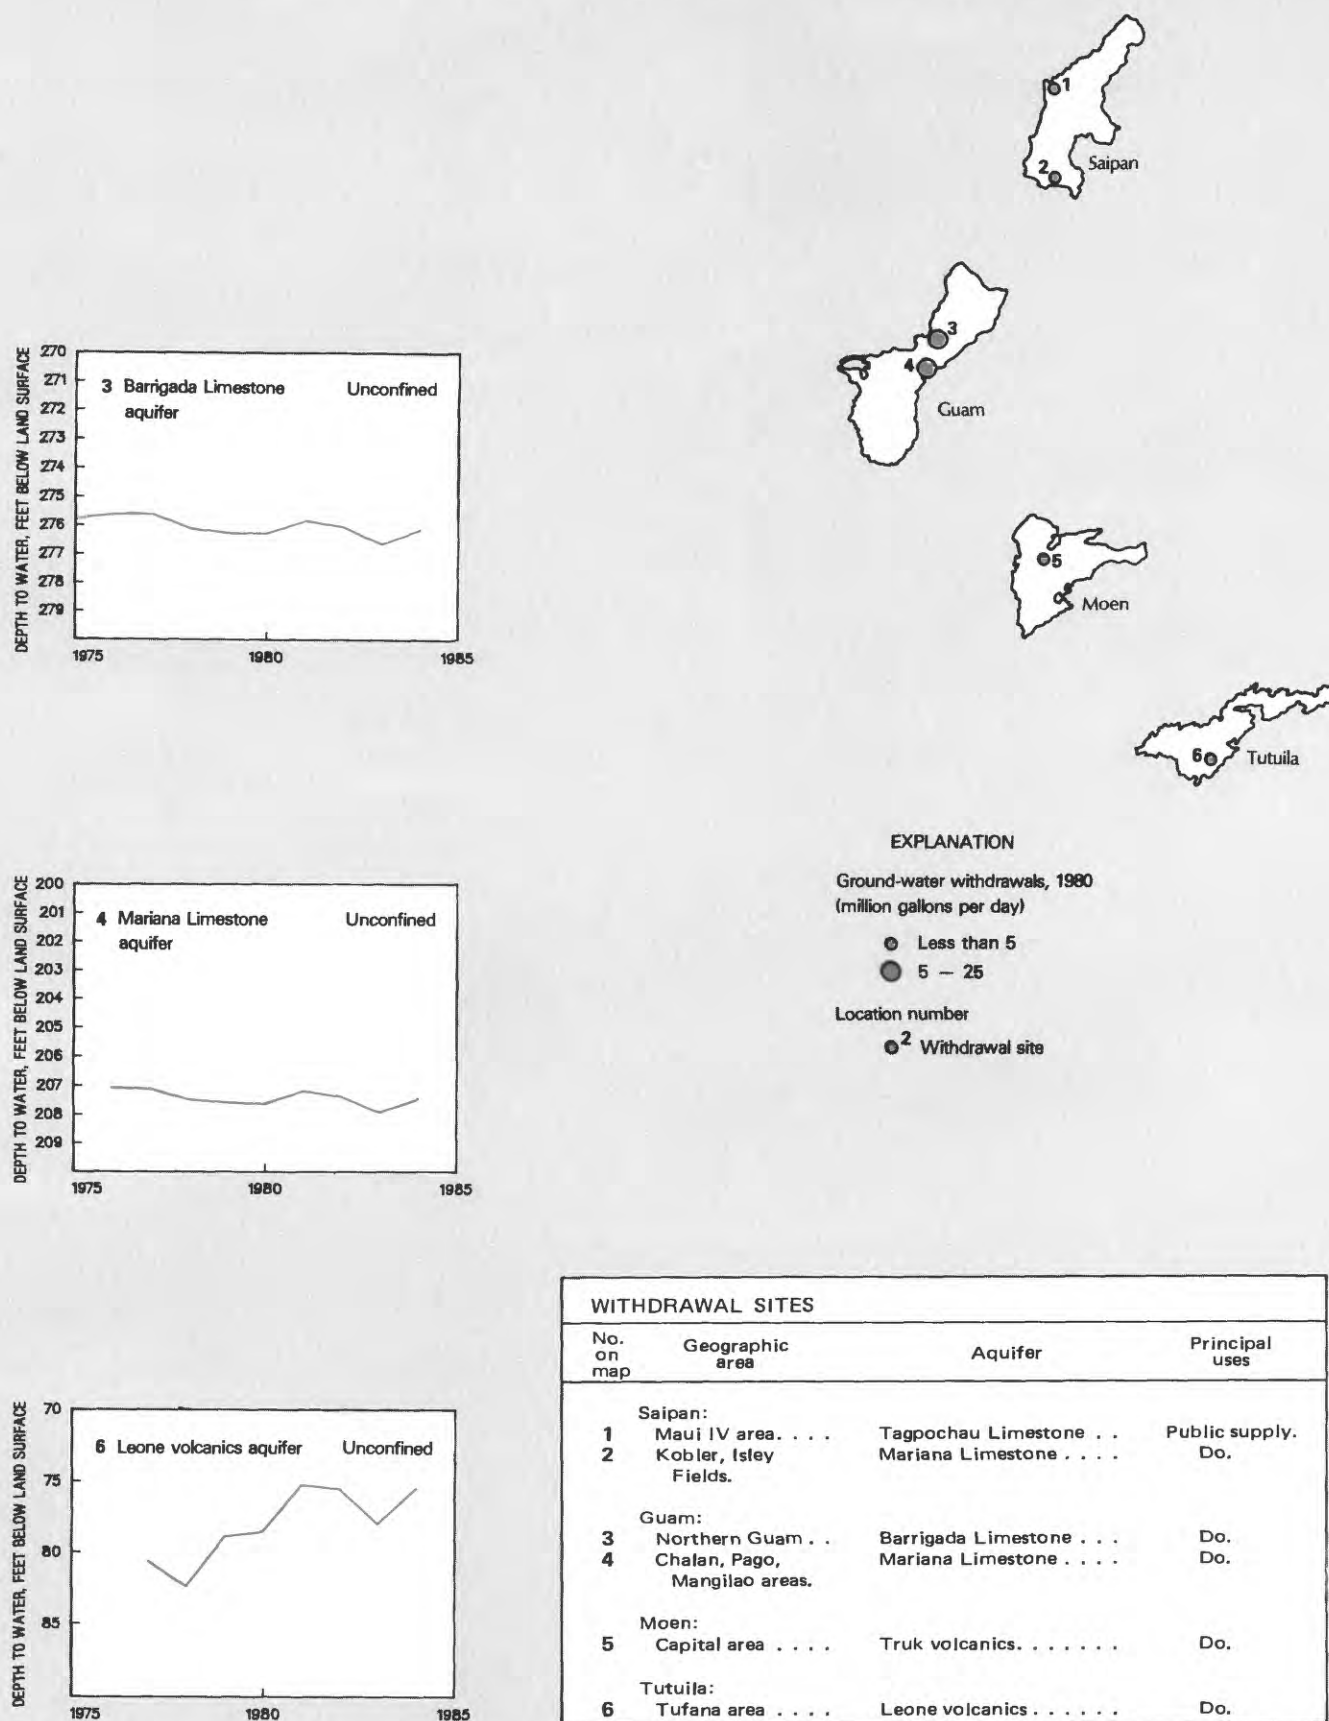 1
2
Saipan
3
4
Guam
5
Moen
6
Tutuila
DEPTH TO WATER, FEET BELOW LAND SURFACE
270
271
272
273
274
275
276
277
278
279
3 Barrigada Limestone Unconfined
aquifer
1975 1980 1985
DEPTH TO WATER, FEET BELOW LAND SURFACE
200
201
202
203
204
205
206
207
208
209
4 Mariana Limestone Unconfined
aquifer
1975 1980 1985
EXPLANATION
Ground-water withdrawals, 1980
(million gallons per day)
Less than 5
5 – 25
Location number
2 Withdrawal site
DEPTH TO WATER, FEET BELOW LAND SURFACE
70
75
80
85
6 Leone volcanics aquifer Unconfined
1975 1980 1985
WITHDRAWAL SITES
No. on map Geographic area Aquifer Principal uses
Saipan:
1 Maui IV area. . . . Tagpochau Limestone . . Public supply.
2 Kobler, Isley Mariana Limestone . . . . Do.
Fields.
Guam:
3 Northern Guam . . Barrigada Limestone . . . Do.
4 Chalan, Pago, Mariana Limestone . . . . Do.
Mangilao areas.
Moen:
5 Capital area . . . . Truk volcanics. . . . . . . Do.
Tutuila:
6 Tufana area . . . . Leone volcanics . . . . . . Do.